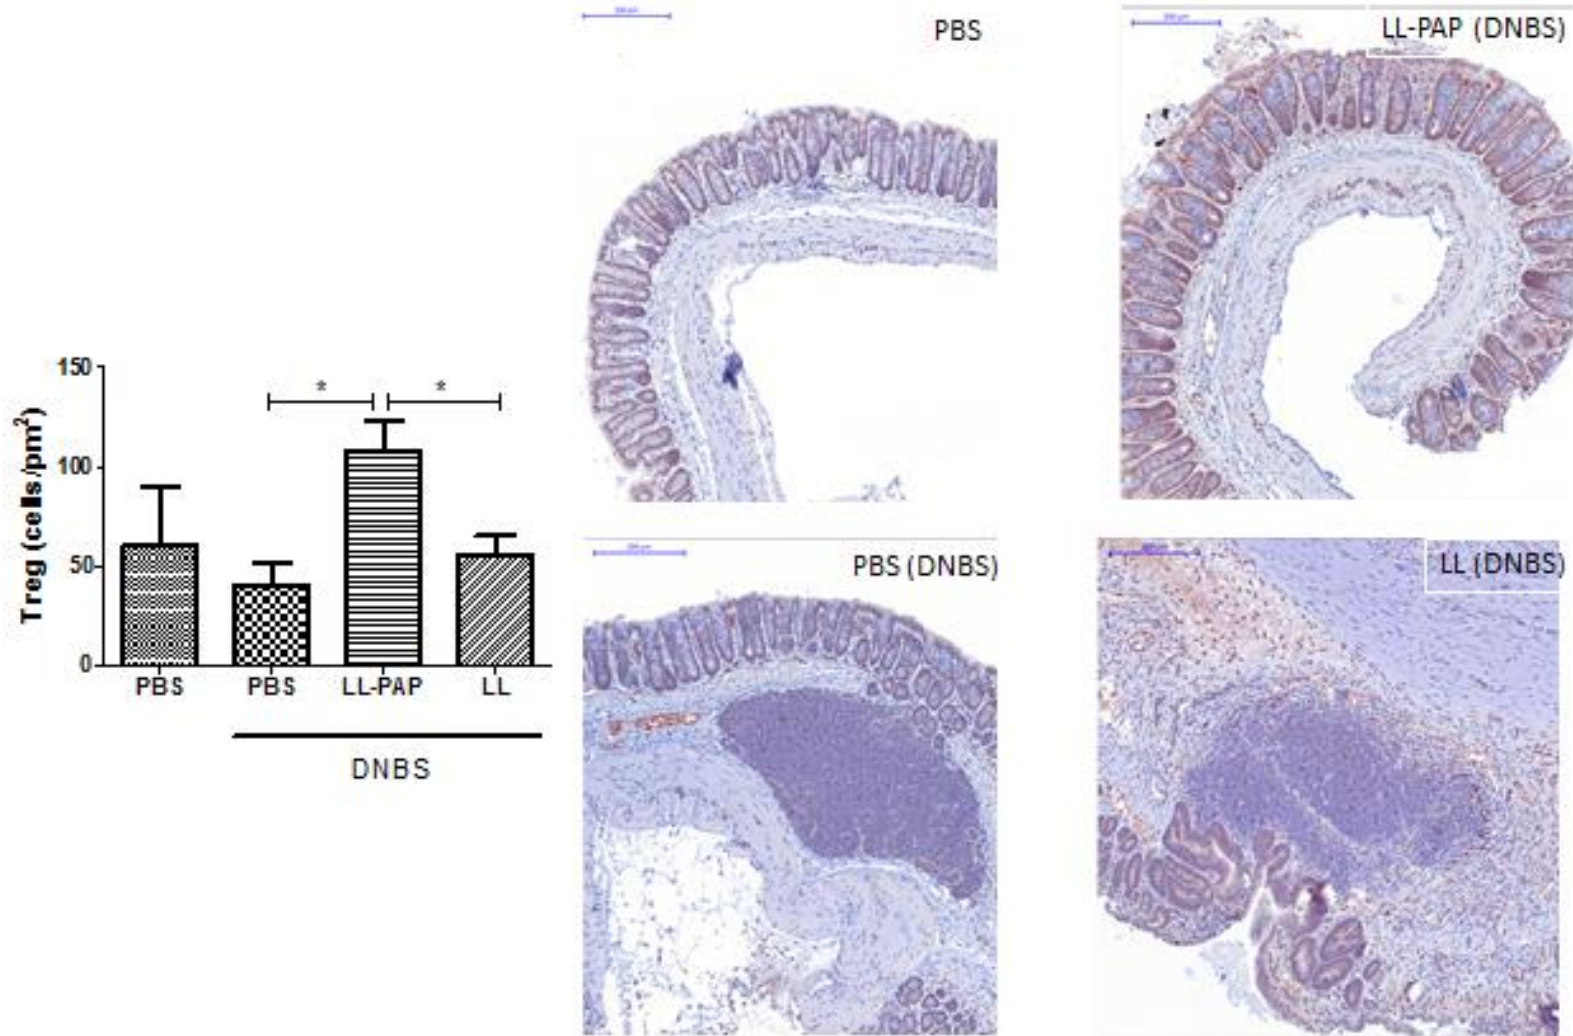 PBS
LL-PAP (DNBS)
150
100
50
0
Treg (cells/pm²)
*
*
PBS
PBS
LL-PAP
LL
DNBS
PBS (DNBS)
LL (DNBS)